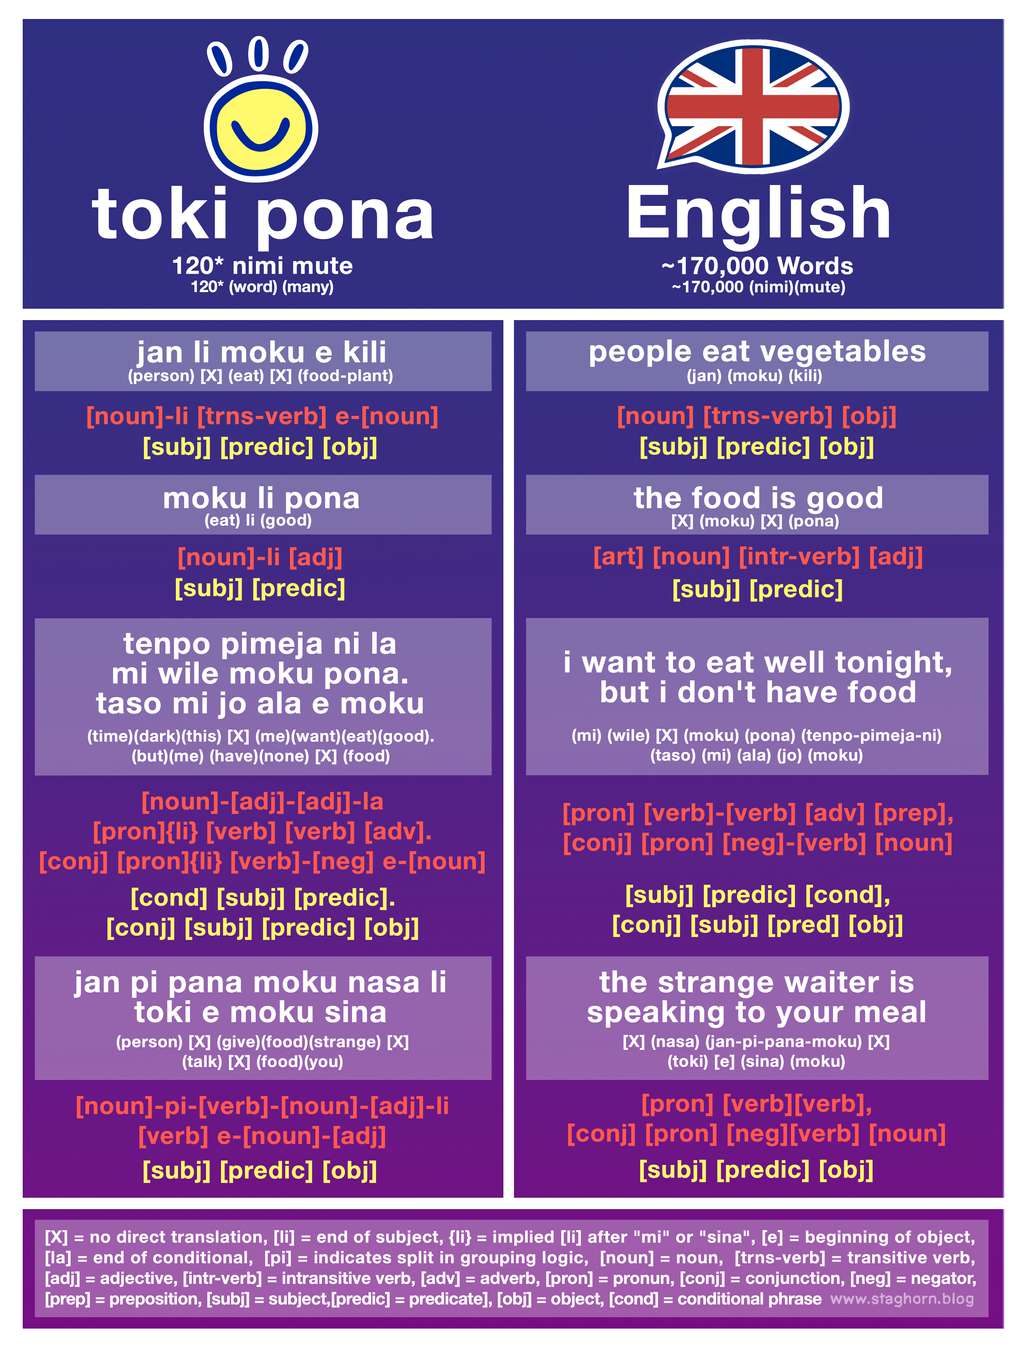 toki pona
120* nimi mute
120* (word) (many)
English
~170,000 Words
~170,000 (nimi)(mute)
jan li moku e kili
(person) [X] (eat) [X] (food-plant)
[noun]-li [trns-verb] e-[noun]
[subj] [predic] [obj]
moku li pona
(eat) li (good)
[noun]-li [adj]
[subj] [predic]
tenpo pimeja ni la
mi wile moku pona.
taso mi jo ala e moku
(time)(dark)(this) [X] (me)(want)(eat)(good).
(but)(me) (have)(none) [X] (food)
[noun]-[adj]-[adj]-la
[pron]{li} [verb] [verb] [adv].
[conj] [pron]{li} [verb]-[neg] e-[noun]
[cond] [subj] [predic].
[conj] [subj] [predic] [obj]
jan pi pana moku nasa li
toki e moku sina
(person) [X] (give)(food)(strange) [X]
(talk) [X] (food)(you)
[noun]-pi-[verb]-[noun]-[adj]-li
[verb] e-[noun]-[adj]
[subj] [predic] [obj]
people eat vegetables
(jan) (moku) (kili)
[noun] [trns-verb] [obj]
[subj] [predic] [obj]
the food is good
[X] (moku) [X] (pona)
[art] [noun] [intr-verb] [adj]
[subj] [predic]
i want to eat well tonight,
but i don't have food
(mi) (wile) [X] (moku) (pona) (tenpo-pimeja-ni)
(taso) (mi) (ala) (jo) (moku)
[pron] [verb]-[verb] [adv] [prep],
[conj] [pron] [neg]-[verb] [noun]
[subj] [predic] [cond],
[conj] [subj] [pred] [obj]
the strange waiter is
speaking to your meal
[X] (nasa) (jan-pi-pana-moku) [X]
(toki) [e] (sina) (moku)
[pron] [verb][verb],
[conj] [pron] [neg][verb] [noun]
[subj] [predic] [obj]
[X] = no direct translation, [li] = end of subject, {li} = implied [li] after "mi" or "sina", [e] = beginning of object,
[la] = end of conditional, [pi] = indicates split in grouping logic, [noun] = noun, [trns-verb] = transitive verb,
[adj] = adjective, [intr-verb] = intransitive verb, [adv] = adverb, [pron] = pronun, [conj] = conjunction, [neg] = negator,
[prep] = preposition, [subj] = subject,[predic] = predicate], [obj] = object, [cond] = conditional phrase www.staghorn.blog